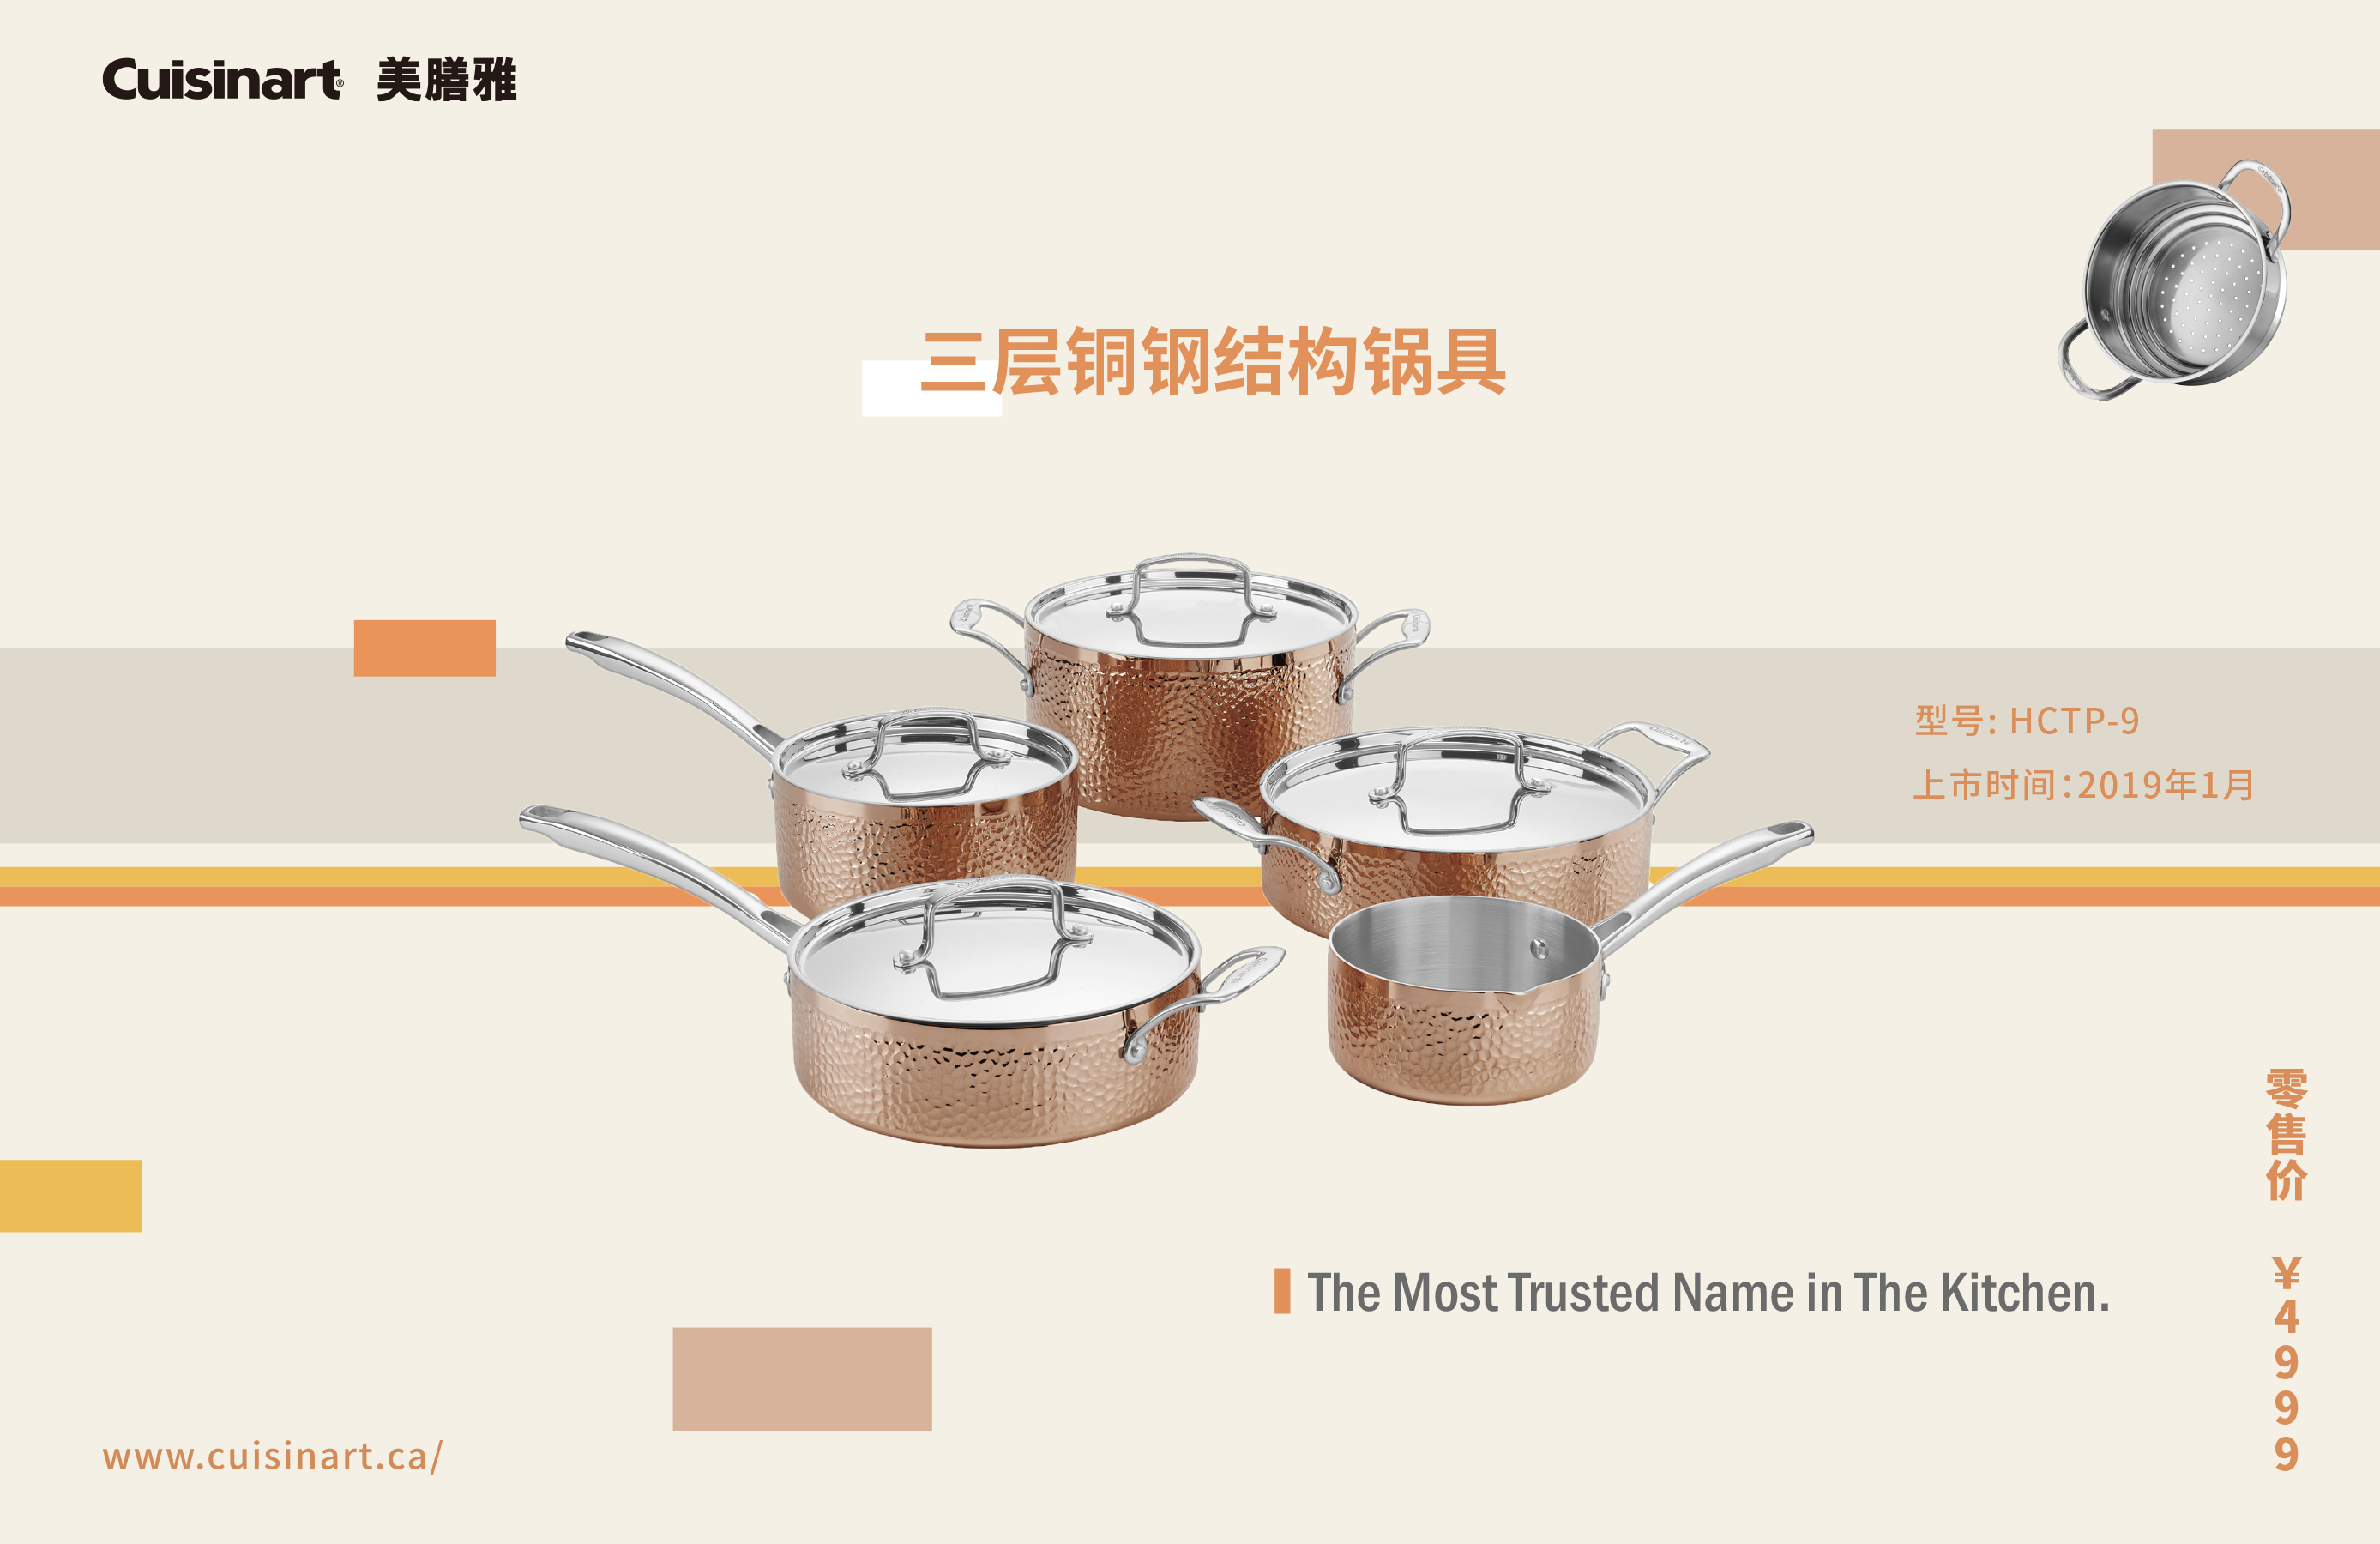 Cuisinart® 美膳雅
三层铜钢结构锅具
型号: HCTP-9
上市时间:2019年1月
零售价 ¥4999
The Most Trusted Name in The Kitchen.
www.cuisinart.ca/